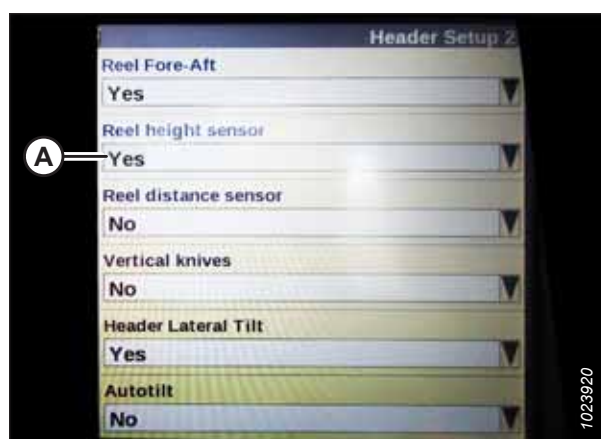 Header Setup 2
Reel Fore-Aft
Yes
Reel height sensor
A
Yes
Reel distance sensor
No
Vertical knives
No
Header Lateral Tilt
Yes
Autotilt
No
1023920